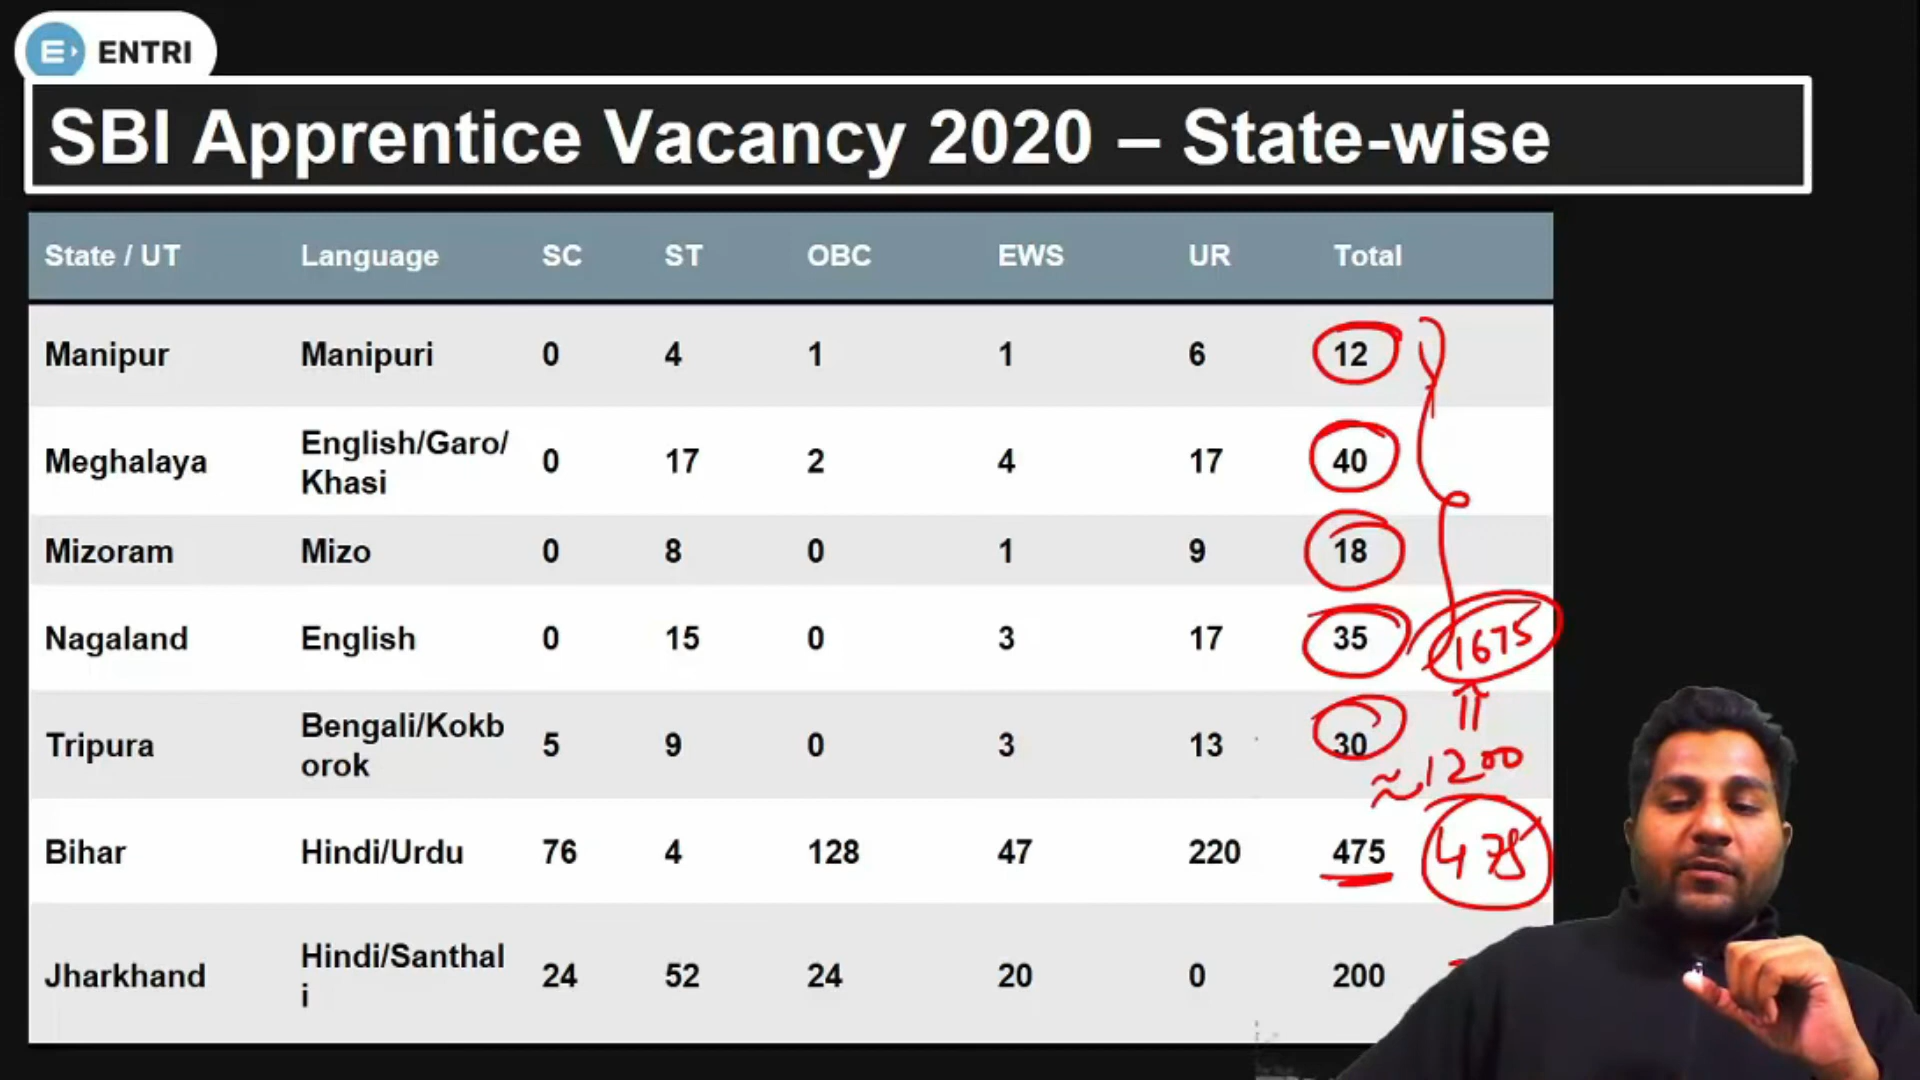 ENTRI
SBI Apprentice Vacancy 2020 – State-wise
State / UT Language SC ST OBC EWS UR Total
Manipur Manipuri 0 4 1 1 6 12
Meghalaya English/Garo/ 0 17 2 4 17 40
Khasi
Mizoram Mizo 0 8 0 1 9 18
Nagaland English 0 15 0 3 17 35 1675
Tripura Bengali/Kokb 5 9 0 3 13 30
orok
≈ 1200
Bihar Hindi/Urdu 76 4 128 47 220 475 475
Jharkhand Hindi/Santhal 24 52 24 20 0 200
i